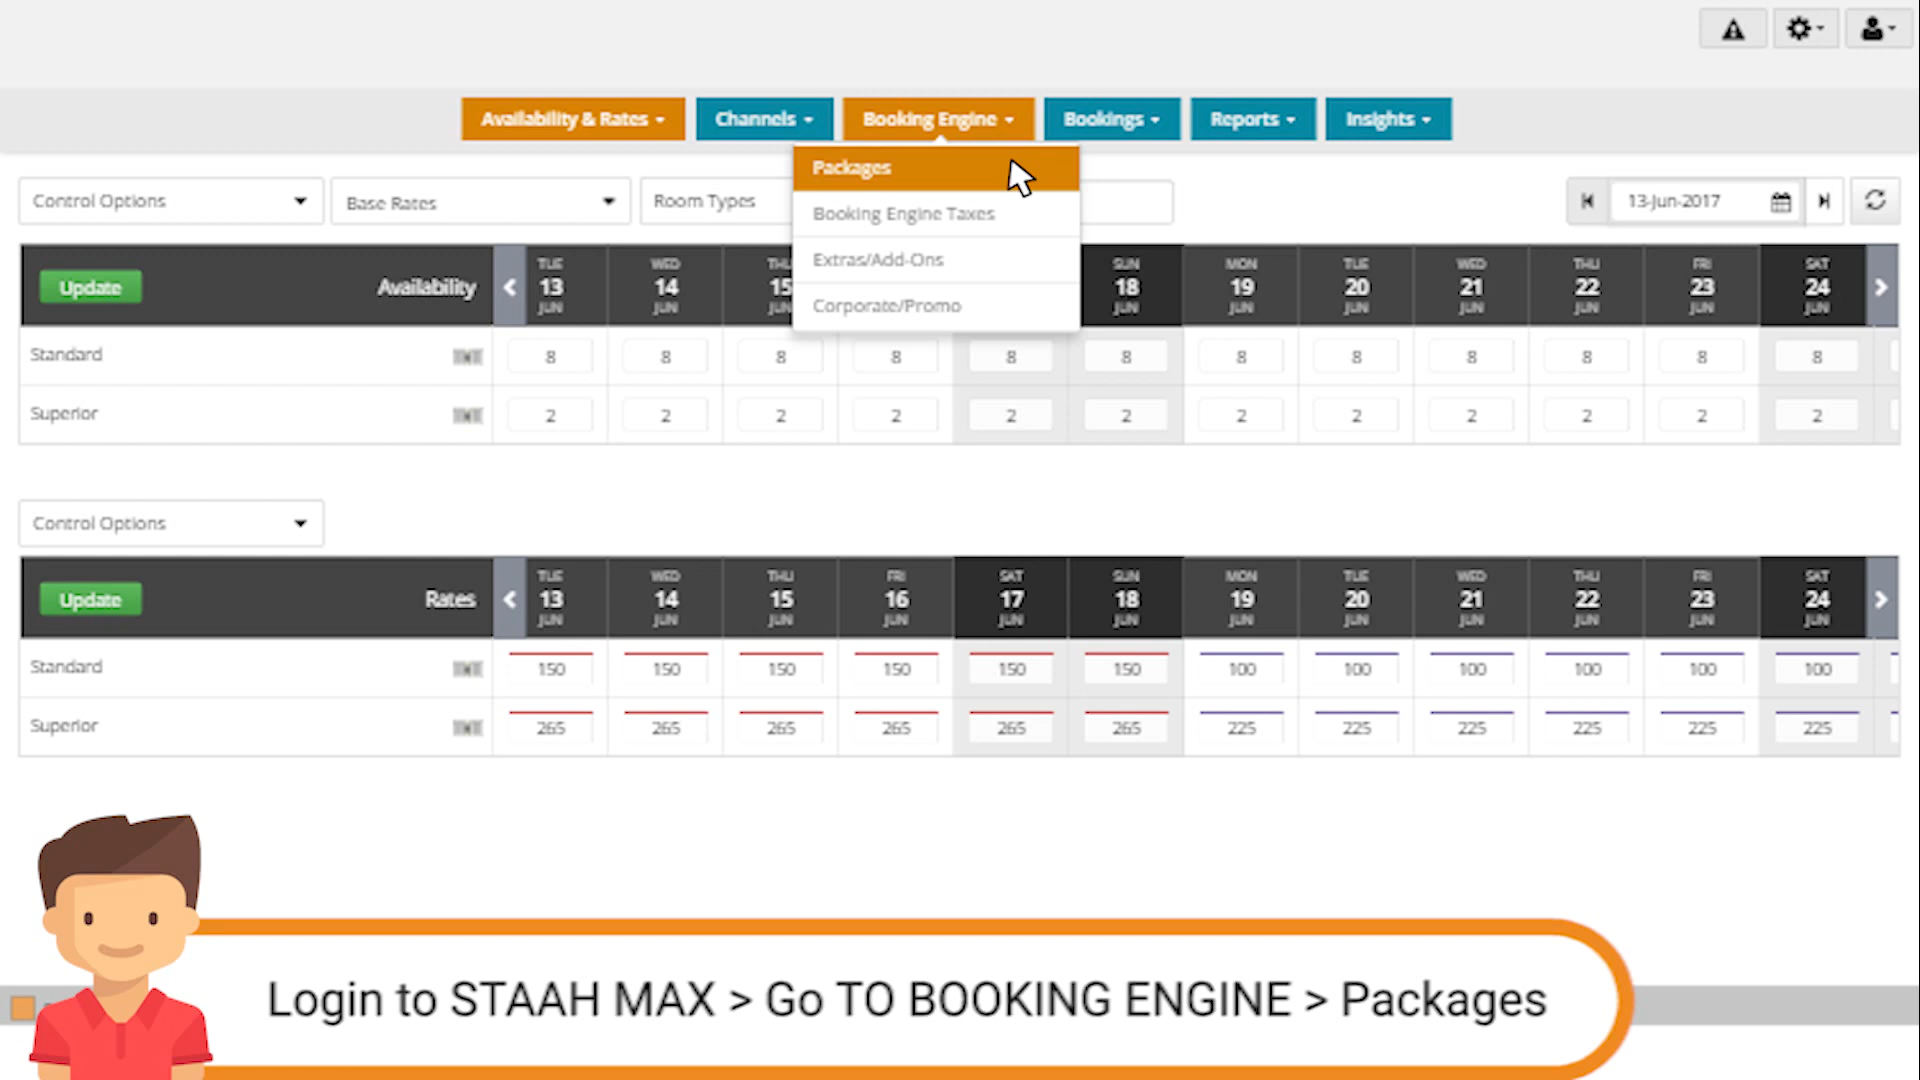 Availability & Rates Channels Booking Engine Bookings Reports Insights
Packages
Control Options Base Rates Room Types 13-Jun-2017
Booking Engine Taxes
Extras/Add-Ons
Corporate/Promo
TUE WED THU SUN MON TUE WED THU FRI SAT
Update Availability 13 14 15 18 19 20 21 22 23 24
JUN JUN JUN JUN JUN JUN JUN JUN JUN JUN
Standard 8 8 8 8 8 8 8 8 8 8 8 8
Superior 2 2 2 2 2 2 2 2 2 2 2 2
Control Options
TUE WED THU FRI SAT SUN MON TUE WED THU FRI SAT
Update Rates 13 14 15 16 17 18 19 20 21 22 23 24
JUN JUN JUN JUN JUN JUN JUN JUN JUN JUN JUN JUN
Standard 150 150 150 150 150 150 100 100 100 100 100 100
Superior 265 265 265 265 265 265 225 225 225 225 225 225
Login to STAAH MAX > Go TO BOOKING ENGINE > Packages